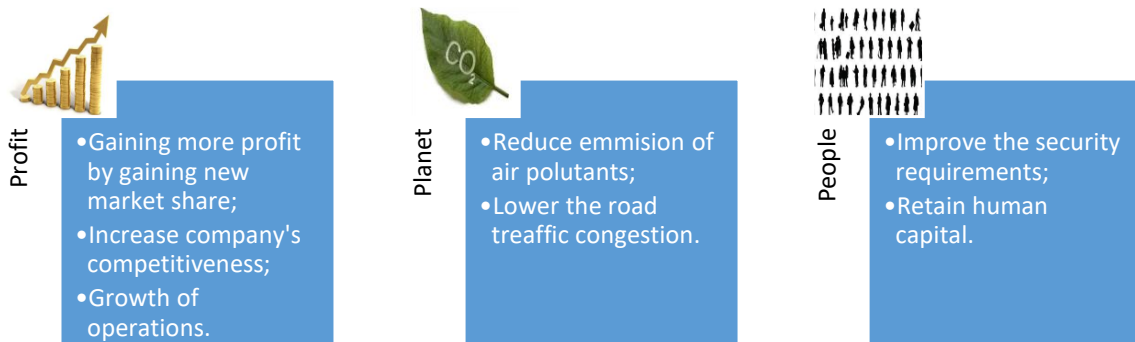 Profit
•Gaining more profit
by gaining new
market share;
•Increase company's
competitiveness;
•Growth of
operations.
CO2
Planet
•Reduce emmision of
air polutants;
•Lower the road
treaffic congestion.
People
•Improve the security
requirements;
•Retain human
capital.